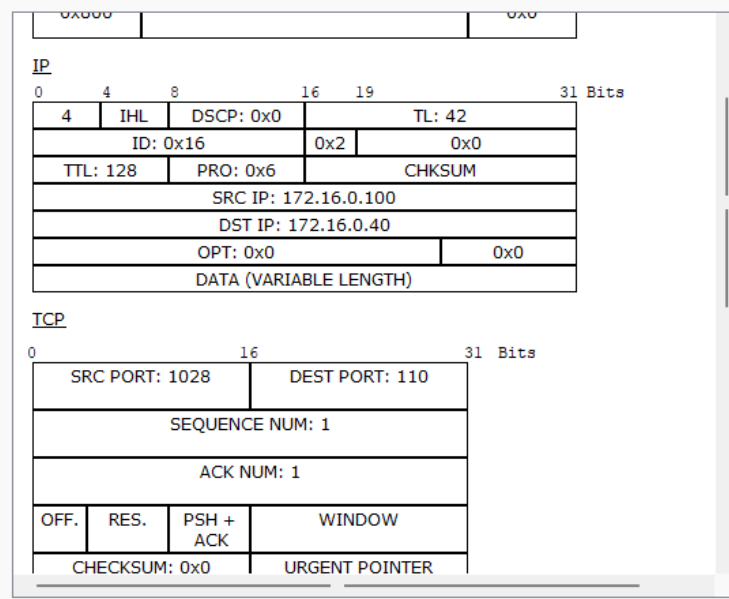 0x800 0x0
IP
0 4 8 16 19 31 Bits
4 IHL DSCP: 0x0 TL: 42
ID: 0x16 0x2 0x0
TTL: 128 PRO: 0x6 CHKSUM
SRC IP: 172.16.0.100
DST IP: 172.16.0.40
OPT: 0x0 0x0
DATA (VARIABLE LENGTH)
TCP
0 16 31 Bits
SRC PORT: 1028 DEST PORT: 110
SEQUENCE NUM: 1
ACK NUM: 1
OFF. RES. PSH + WINDOW
ACK
CHECKSUM: 0x0 URGENT POINTER